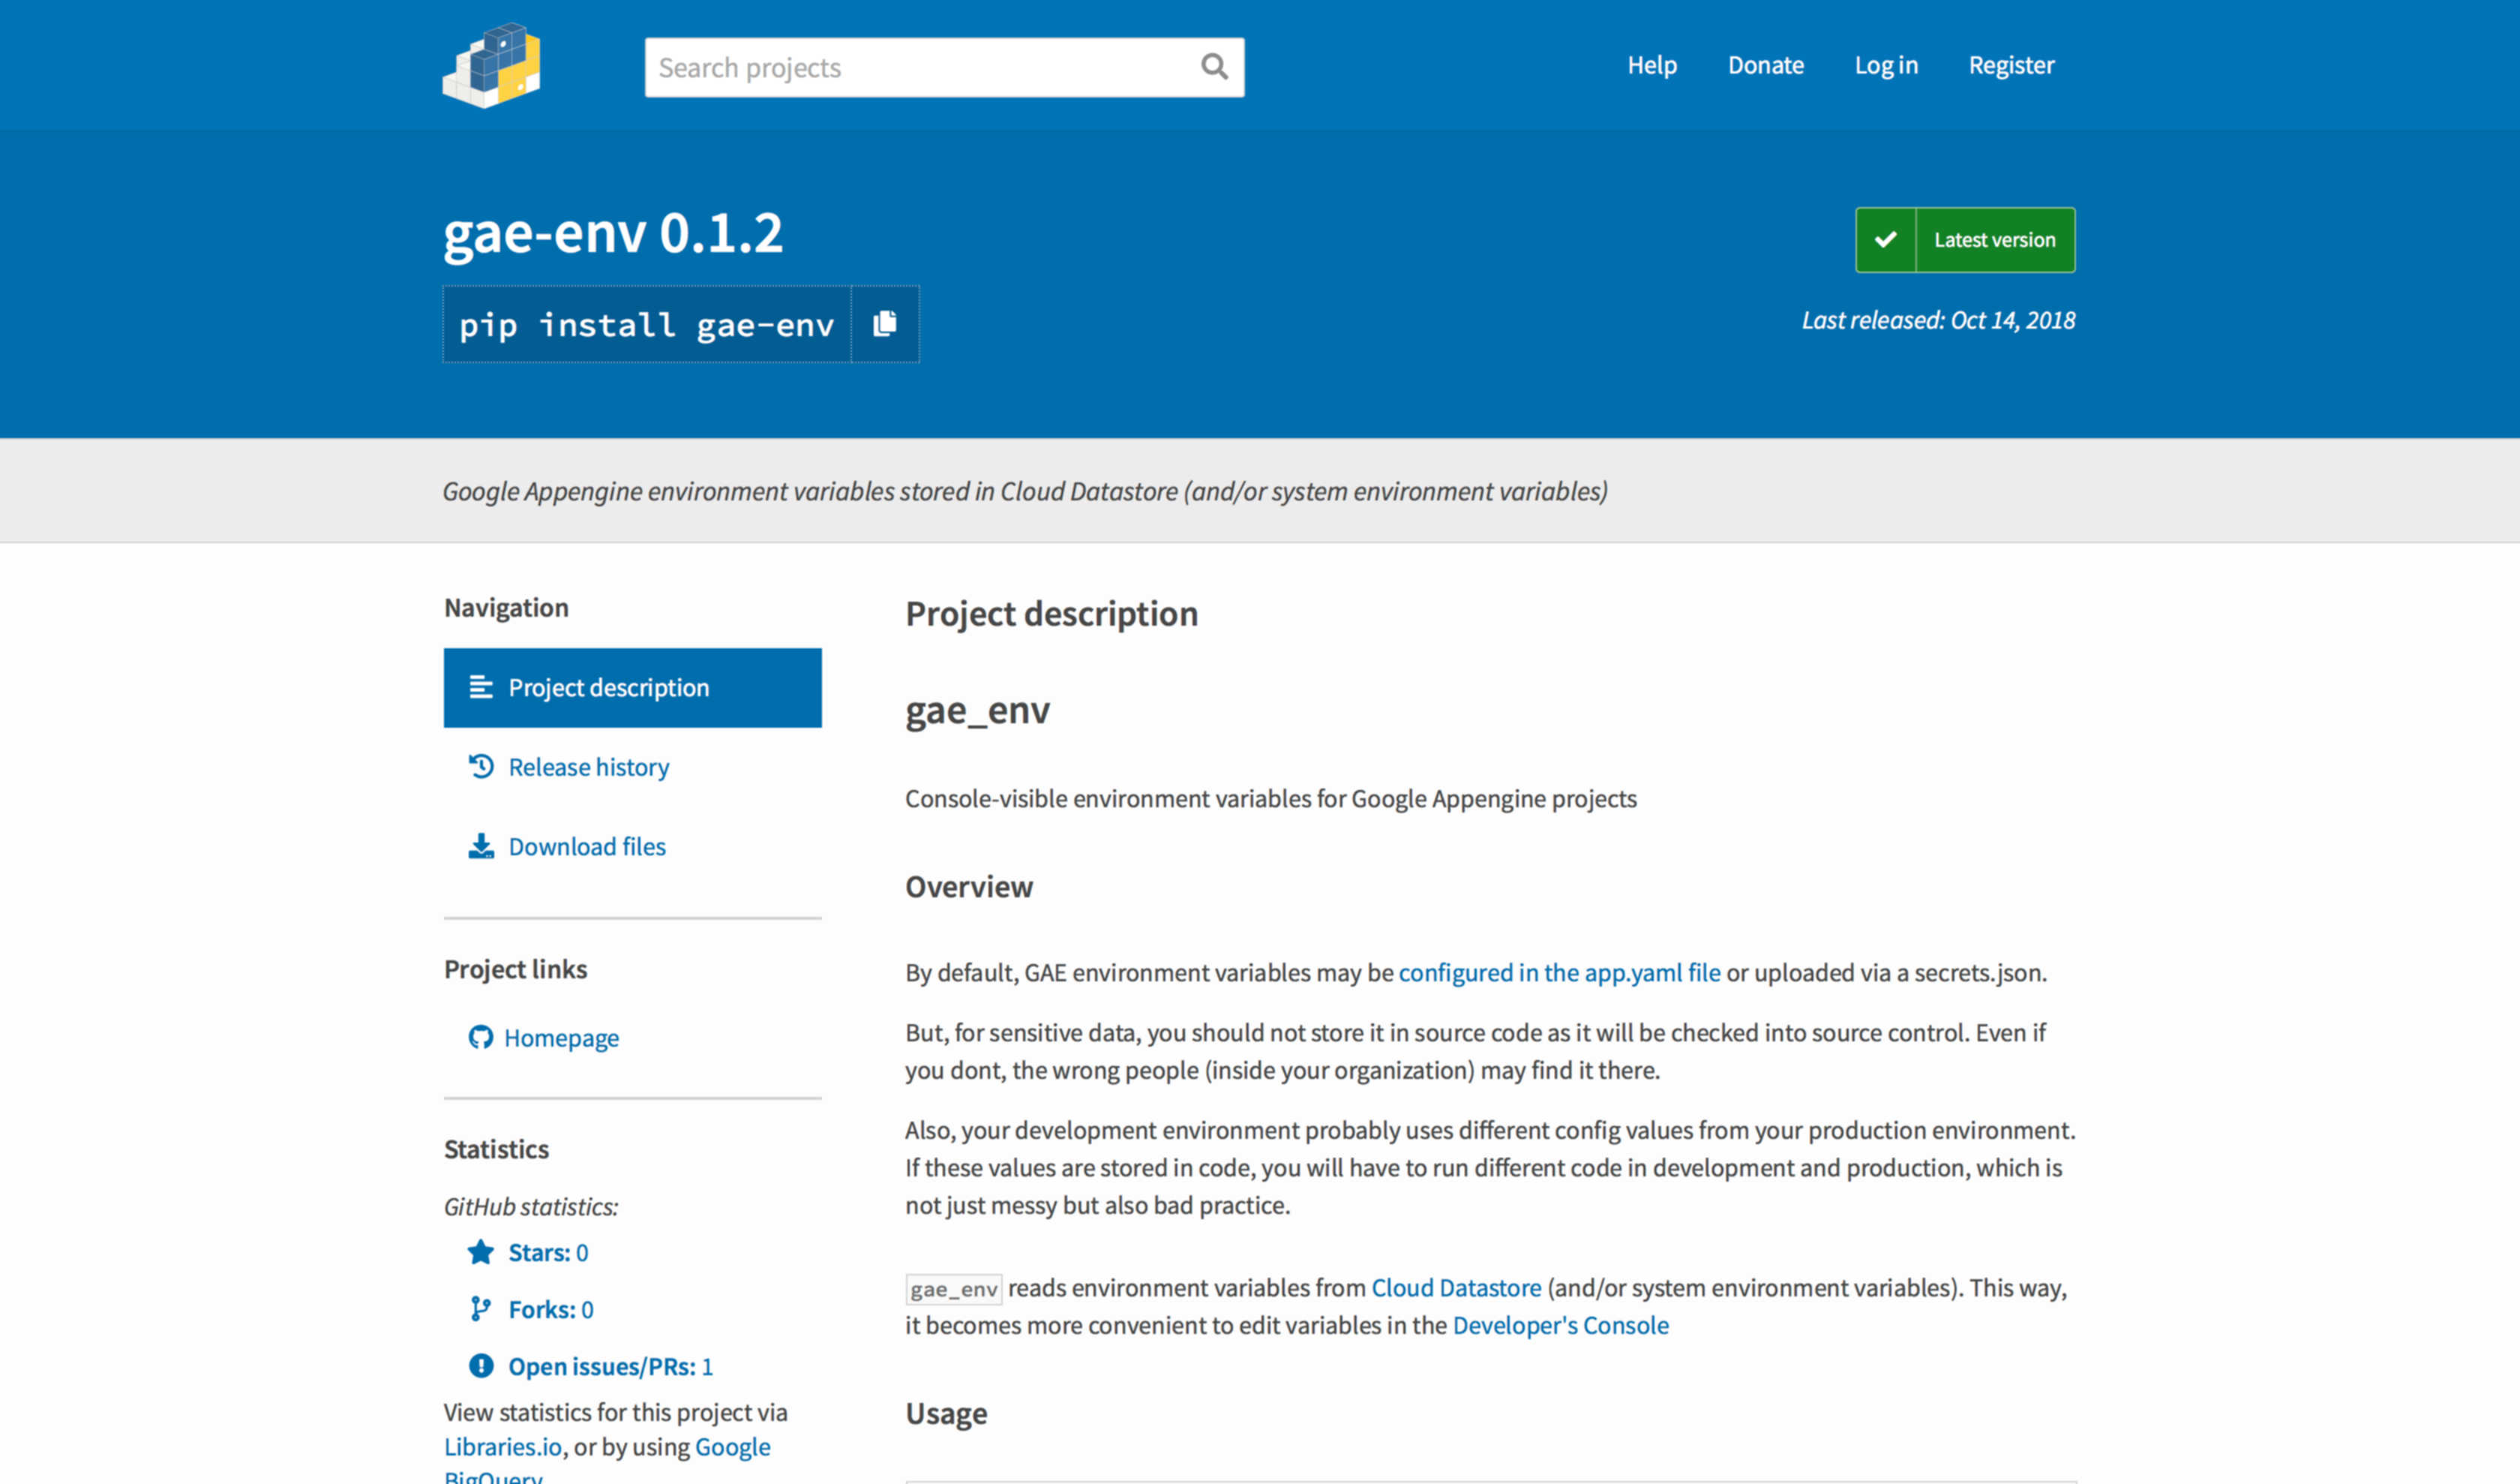 Search projects
Help
Donate
Log in
Register
gae-env 0.1.2
pip install gae-env
Latest version
Last released: Oct 14, 2018
Google Appengine environment variables stored in Cloud Datastore (and/or system environment variables)
Navigation
Project description
Release history
Download files
Project links
Homepage
Statistics
GitHub statistics:
Stars: 0
Forks: 0
Open issues/PRs: 1
View statistics for this project via
Libraries.io, or by using Google
BigQuery
Project description
gae_env
Console-visible environment variables for Google Appengine projects
Overview
By default, GAE environment variables may be configured in the app.yaml file or uploaded via a secrets.json.
But, for sensitive data, you should not store it in source code as it will be checked into source control. Even if
you dont, the wrong people (inside your organization) may find it there.
Also, your development environment probably uses different config values from your production environment.
If these values are stored in code, you will have to run different code in development and production, which is
not just messy but also bad practice.
gae_env reads environment variables from Cloud Datastore (and/or system environment variables). This way,
it becomes more convenient to edit variables in the Developer's Console
Usage